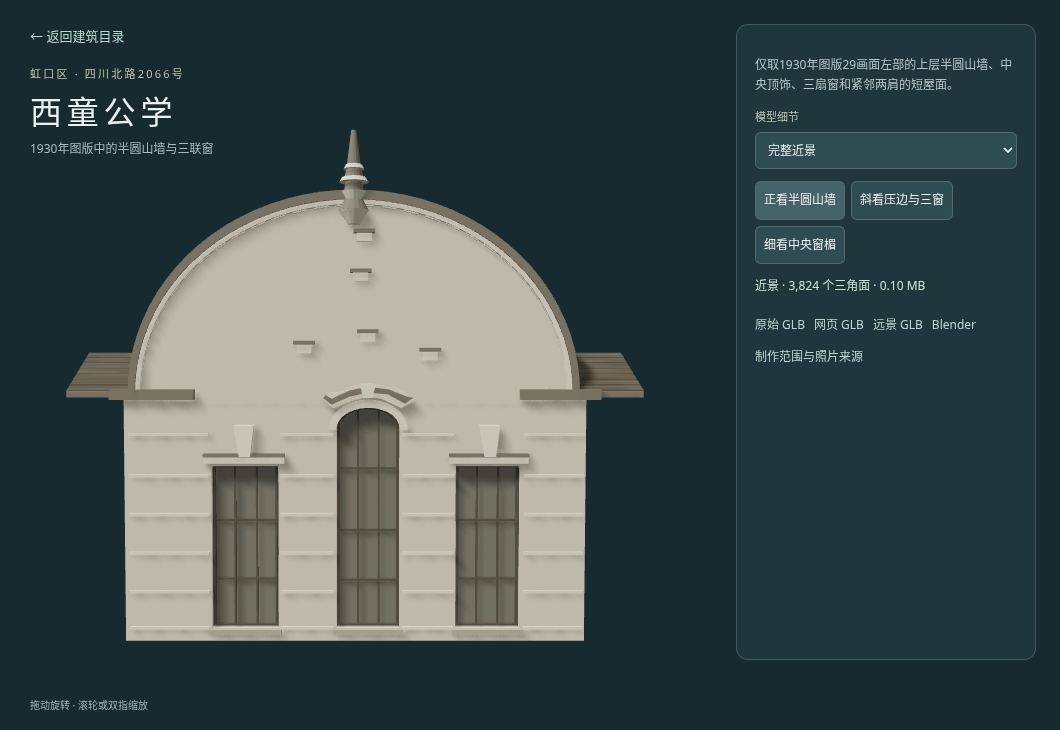 ← 返回建筑目录
虹口区 · 四川北路2066号
西童公学
1930年图版中的半圆山墙与三联窗
仅取1930年图版29画面左部的上层半圆山墙、中
央顶饰、三扇窗和紧邻两肩的短屋面。
模型细节
完整近景
正看半圆山墙 斜看压边与三窗
细看中央窗楣
近景 · 3,824 个三角面 · 0.10 MB
原始 GLB 网页 GLB 远景 GLB Blender
制作范围与照片来源
拖动旋转 · 滚轮或双指缩放